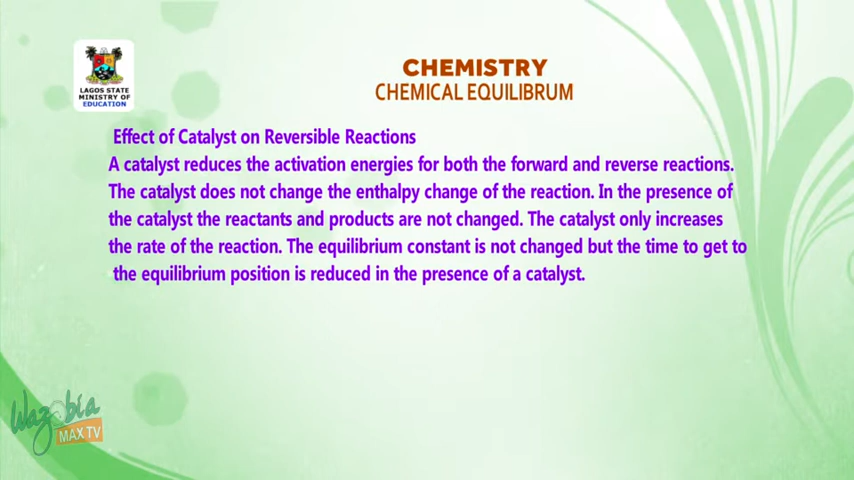 CHEMISTRY
CHEMICAL EQUILIBRUM
LAGOS STATE
MINISTRY OF
EDUCATION
Effect of Catalyst on Reversible Reactions
A catalyst reduces the activation energies for both the forward and reverse reactions.
The catalyst does not change the enthalpy change of the reaction. In the presence of
the catalyst the reactants and products are not changed. The catalyst only increases
the rate of the reaction. The equilibrium constant is not changed but the time to get to
the equilibrium position is reduced in the presence of a catalyst.
Wazobia
MAX TV